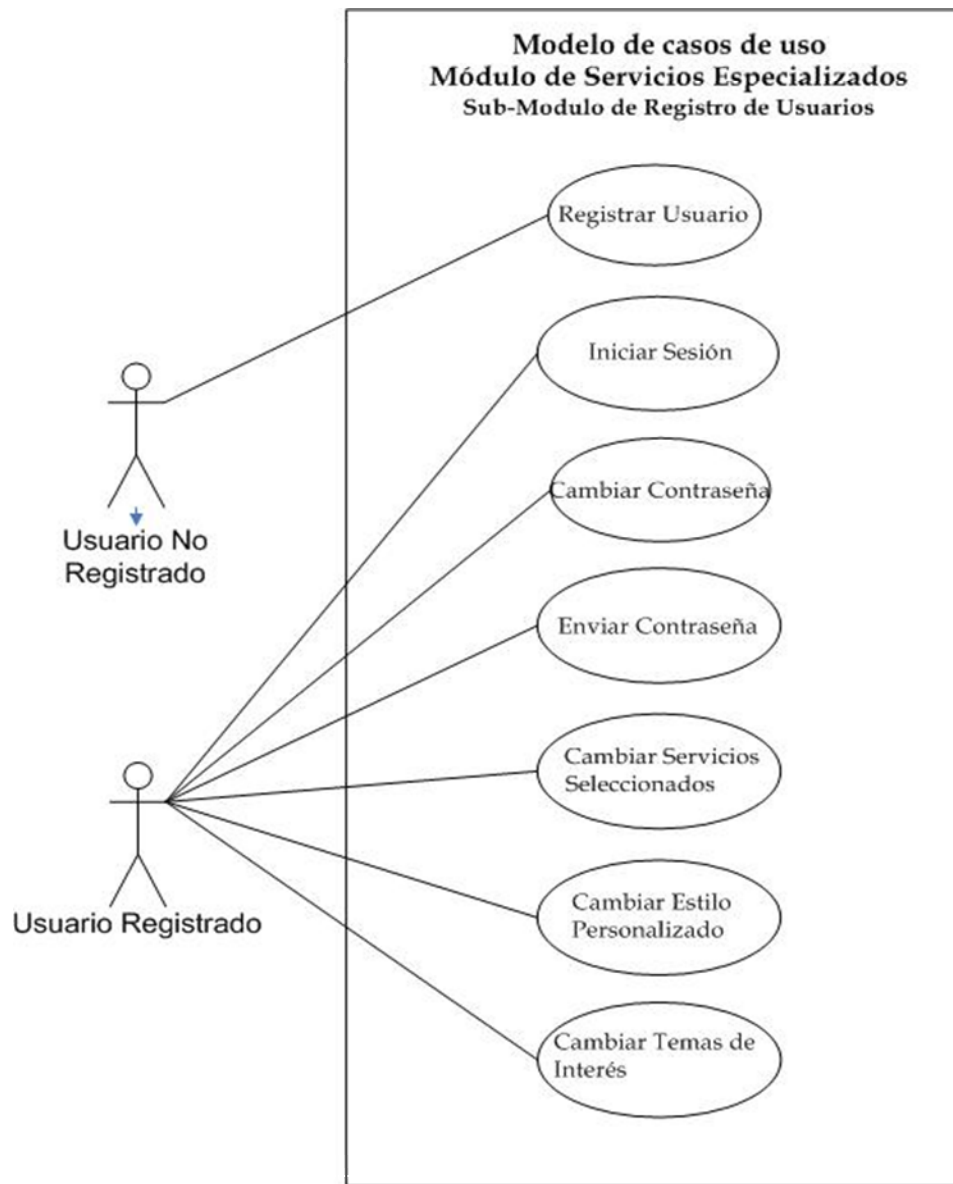 Modelo de casos de uso
Módulo de Servicios Especializados
Sub-Modulo de Registro de Usuarios
Registrar Usuario
Iniciar Sesión
Cambiar Contraseña
Usuario No
Registrado
Enviar Contraseña
Cambiar Servicios
Seleccionados
Usuario Registrado
Cambiar Estilo
Personalizado
Cambiar Temas de
Interés